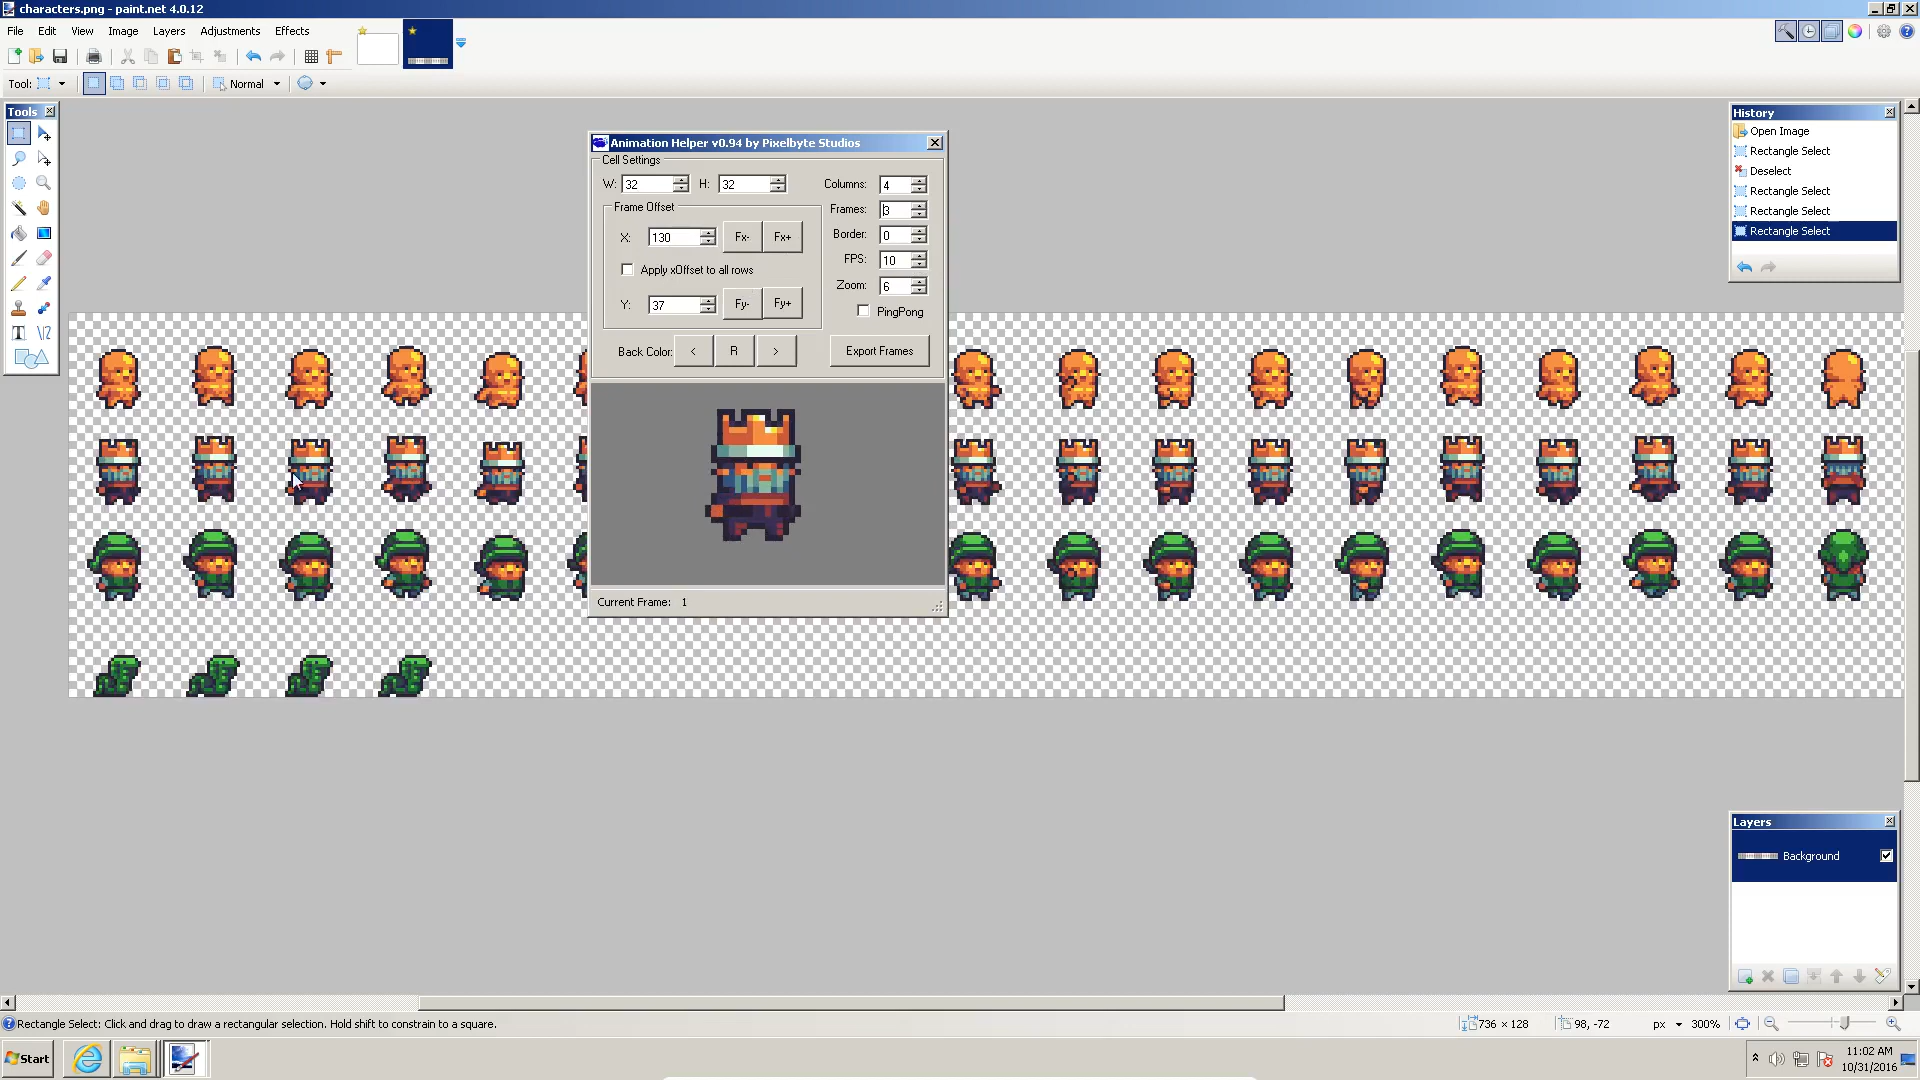 characters.png - paint.net 4.0.12
File Edit View Image Layers Adjustments Effects
Tool: Normal
Tools
History
Open Image
Rectangle Select
Deselect
Rectangle Select
Rectangle Select
Rectangle Select
Animation Helper v0.94 by Pixelbyte Studios
Cell Settings
W: 32 H: 32 Columns: 4
Frame Offset Frames: 3
X: 130 Fx- Fx+ Border: 0
FPS: 10
Apply xOffset to all rows
Zoom: 6
Y: 37 Fy- Fy+ PingPong
Back Color: < R > Export Frames
Current Frame: 1
Layers
Background
Rectangle Select: Click and drag to draw a rectangular selection. Hold shift to constrain to a square. 736 × 128 98, -72 px 300%
Start
11:02 AM
10/31/2016